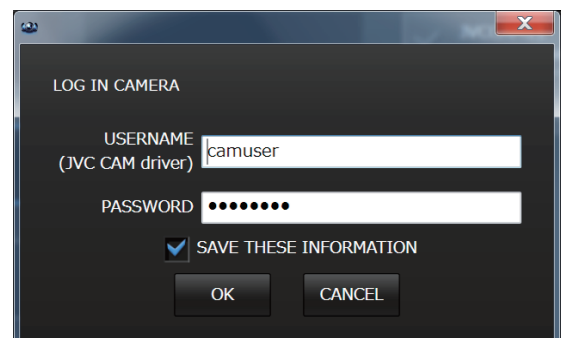 LOG IN CAMERA
USERNAME
(JVC CAM driver)
camuser
PASSWORD ●●●●●●●●
SAVE THESE INFORMATION
OK CANCEL